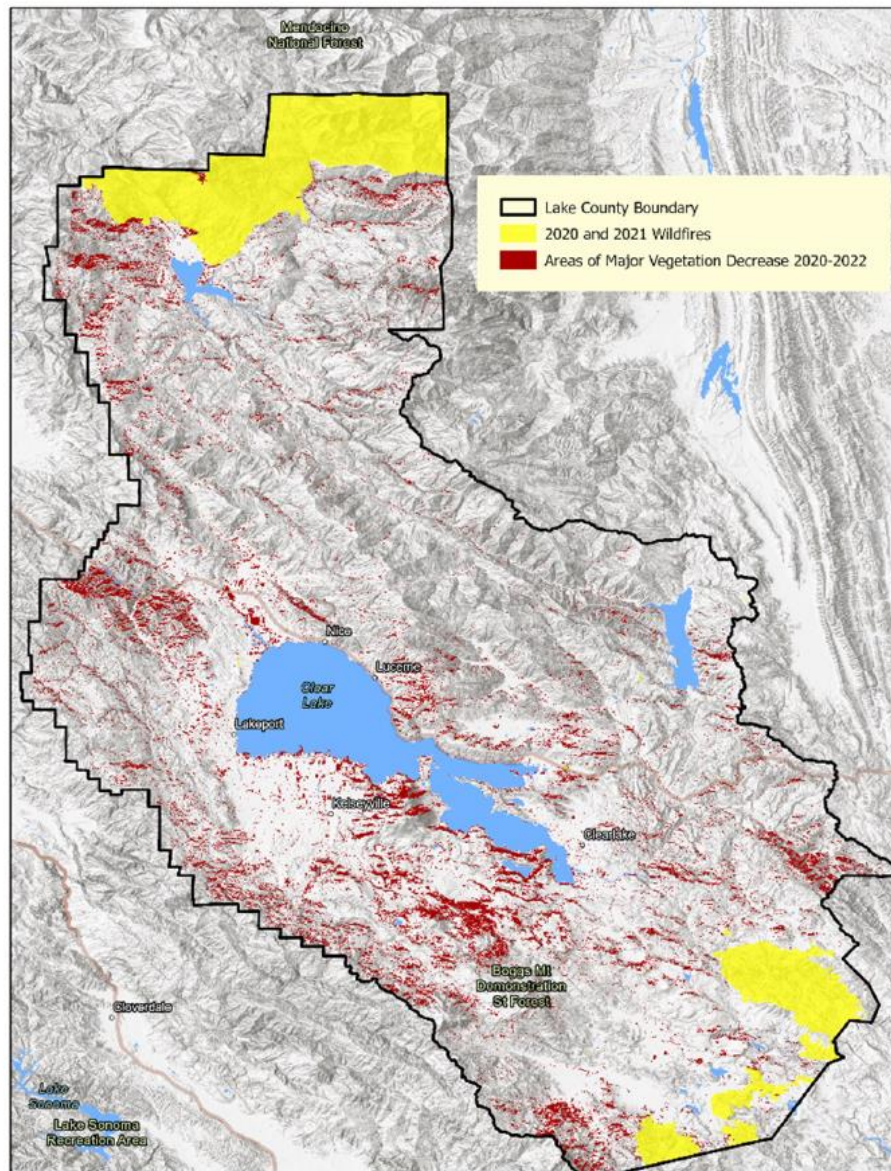 Mendocino
National Forest
Lake County Boundary
2020 and 2021 Wildfires
Areas of Major Vegetation Decrease 2020-2022
Nice
Lucerne
Clear
Lake
Lakeport
Kelseyville
Clearlake
Boggs Mt
Demonstration
St Forest
Cloverdale
Lake
Sonoma
Lake Sonoma
Recreation Area